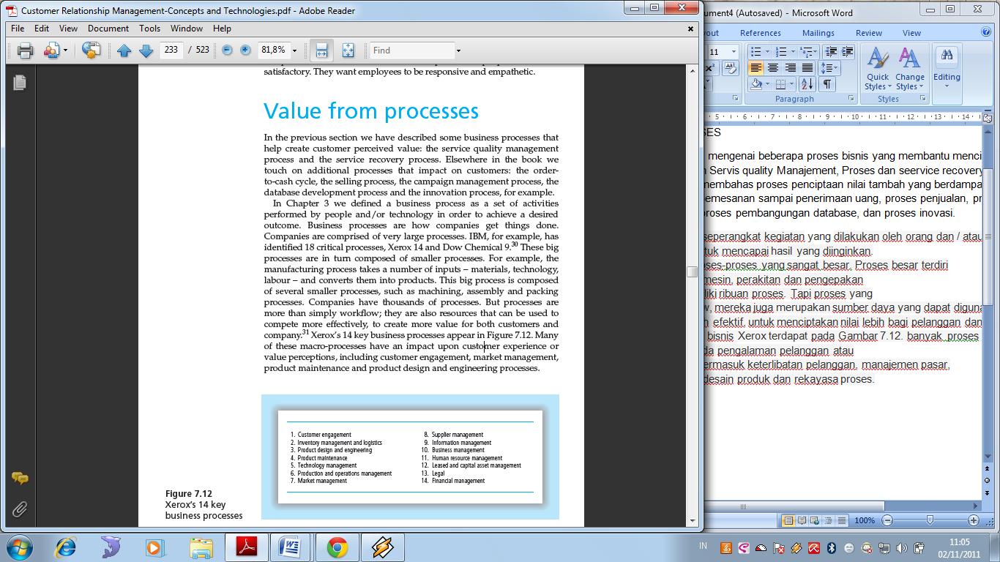 Customer Relationship Management-Concepts and Technologies.pdf - Adobe Reader
File Edit View Document Tools Window Help
233 / 523
81,8%
Find
satisfactory. They want employees to be responsive and empathetic.
Value from processes
In the previous section we have described some business processes that
help create customer perceived value: the service quality management
process and the service recovery process. Elsewhere in the book we
touch on additional processes that impact on customers: the order-
to-cash cycle, the selling process, the campaign management process, the
database development process and the innovation process, for example.
In Chapter 3 we defined a business process as a set of activities
performed by people and/or technology in order to achieve a desired
outcome. Business processes are how companies get things done.
Companies are comprised of very large processes. IBM, for example, has
identified 18 critical processes, Xerox 14 and Dow Chemical 9.30 These big
processes are in turn composed of smaller processes. For example, the
manufacturing process takes a number of inputs – materials, technology,
labour – and converts them into products. This big process is composed
of several smaller processes, such as machining, assembly and packing
processes. Companies have thousands of processes. But processes are
more than simply workflow; they are also resources that can be used to
compete more effectively, to create more value for both customers and
company.31 Xerox's 14 key business processes appear in Figure 7.12. Many
of these macro-processes have an impact upon customer experience or
value perceptions, including customer engagement, market management,
product maintenance and product design and engineering processes.
1. Customer engagement
2. Inventory management and logistics
3. Product design and engineering
4. Product maintenance
5. Technology management
6. Production and operations management
7. Market management
8. Supplier management
9. Information management
10. Business management
11. Human resource management
12. Leased and capital asset management
13. Legal
14. Financial management
Figure 7.12
Xerox's 14 key
business processes
ument4 (Autosaved) - Microsoft Word
yout References Mailings Review View
11
Quick Styles
Change Styles
Editing
Paragraph
Styles
5 6 7 8 9 10 11 12 13 14
SES
mengenai beberapa proses bisnis yang membantu menci
n Servis quality Manajement, Proses dan seervice recovery
membahas proses penciptaan nilai tambah yang berdampa
pemesanan sampai penerimaan uang, proses penjualan, pr
proses pembangungan database, dan proses inovasi.
seperangkat kegiatan yang dilakukan oleh orang dan / atau
tuk mencapai hasil yang diinginkan.
oses-proses yang sangat besar. Proses besar terdiri
mesin, perakitan dan pengepakan
liki ribuan proses. Tapi proses yang
w, mereka juga merupakan sumber daya yang dapat diguna
n efektif, untuk menciptakan nilai lebih bagi pelanggan dan
bisnis Xerox terdapat pada Gambar 7.12. banyak proses
da pengalaman pelanggan atau
ermasuk keterlibatan pelanggan, manajemen pasar,
desain produk dan rekayasa proses.
100%
IN
11:05
02/11/2011